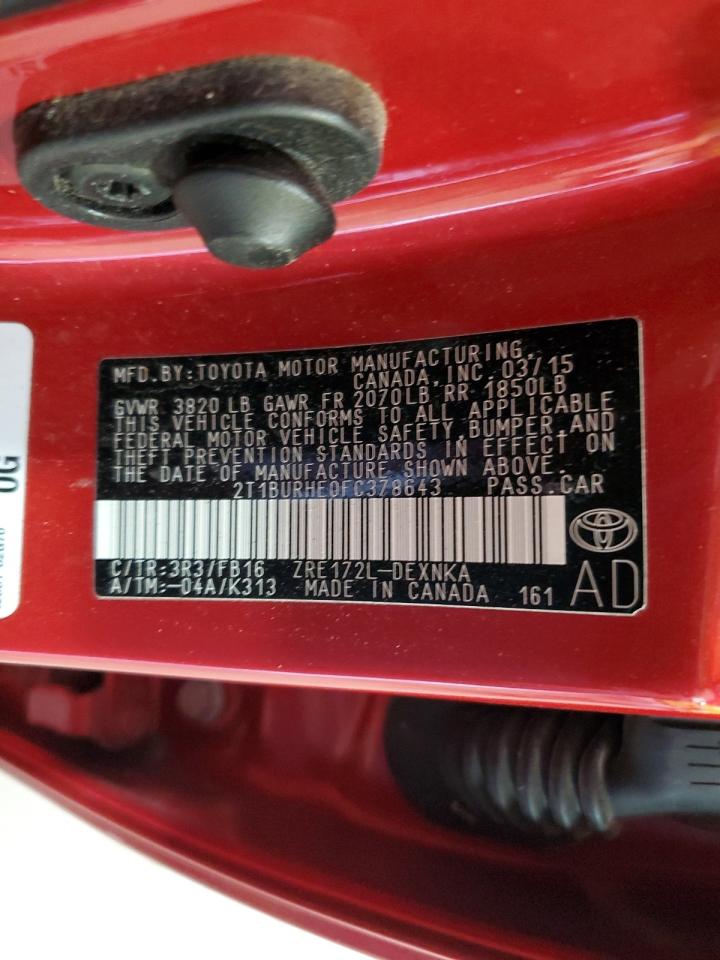 MFD.BY:TOYOTA MOTOR MANUFACTURING,
CANADA,INC. 03/15
GVWR 3820 LB GAWR FR 2070LB RR 1850LB
THIS VEHICLE CONFORMS TO ALL APPLICABLE
FEDERAL MOTOR VEHICLE SAFETY,BUMPER,AND
THEFT PREVENTION STANDARDS IN EFFECT ON
THE DATE OF MANUFACTURE SHOWN ABOVE.
2T1BURHE0FC378643 PASS.CAR
C/TR:3R3/FB16 ZRE172L-DEXNKA
A/TM:-04A/K313 MADE IN CANADA 161 AD
OG